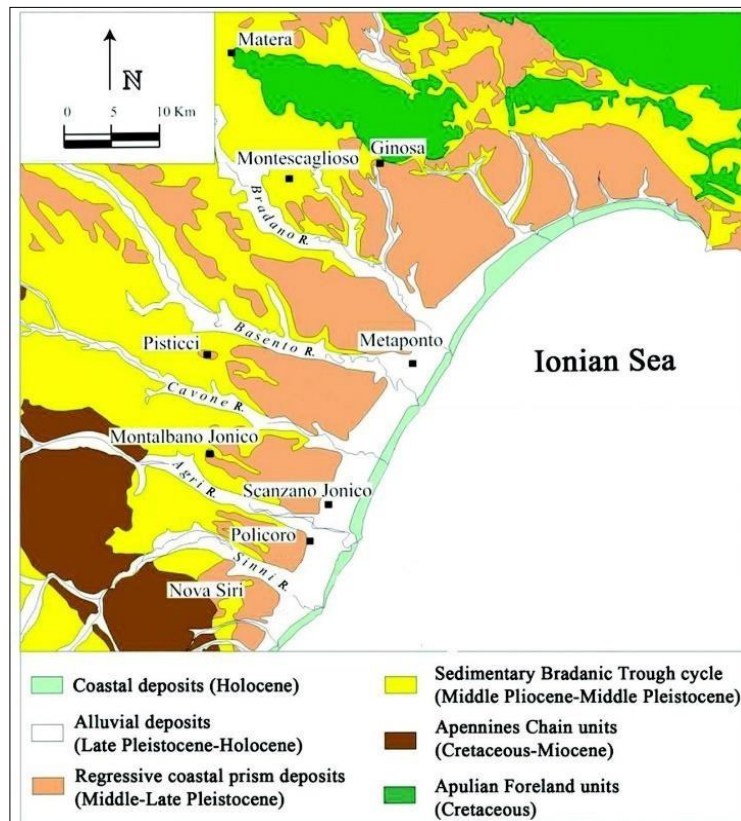 Matera
N
0 5 10 Km
Ginosa
Montescaglioso
Bradano R.
Basento R.
Metaponto
Pisticci
Ionian Sea
Cavone R.
Montalbano Jonico
Agri R.
Scanzano Jonico
Policoro
Sinni R.
Nova Siri
Coastal deposits (Holocene)
Alluvial deposits
(Late Pleistocene-Holocene)
Regressive coastal prism deposits
(Middle-Late Pleistocene)
Sedimentary Bradanic Trough cycle
(Middle Pliocene-Middle Pleistocene)
Apennines Chain units
(Cretaceous-Miocene)
Apulian Foreland units
(Cretaceous)